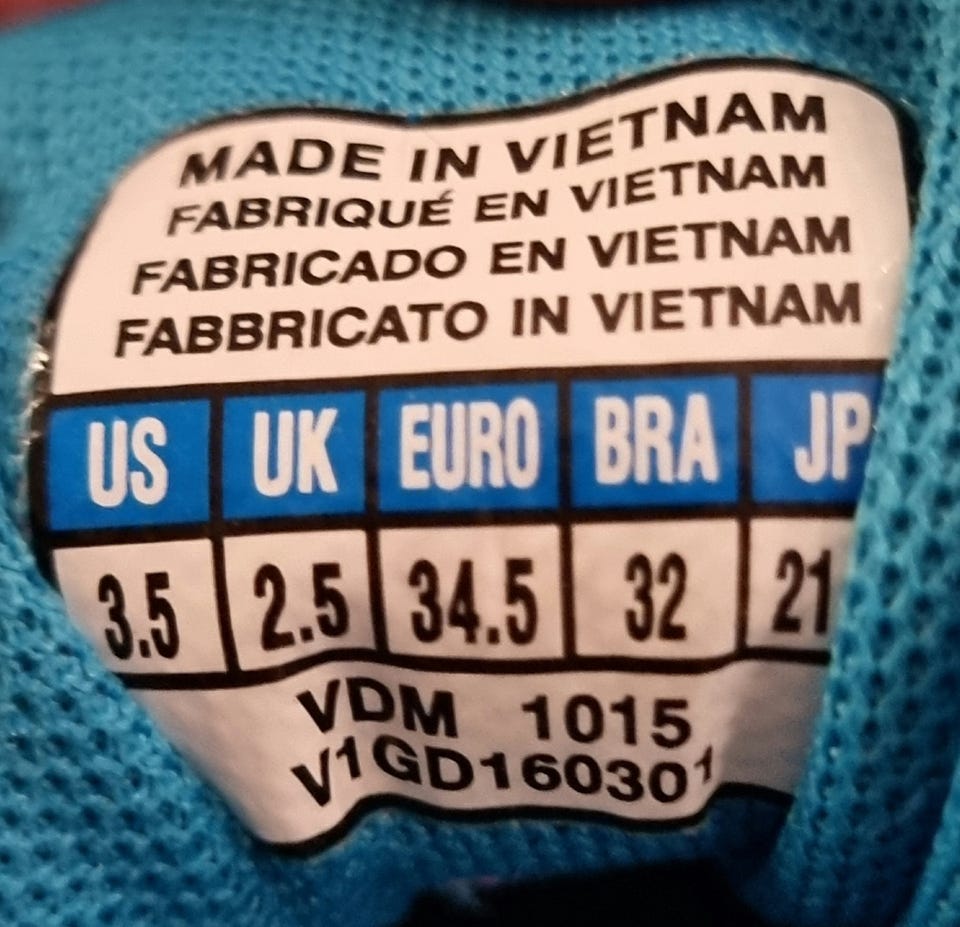 MADE IN VIETNAM
FABRIQUÉ EN VIETNAM
FABRICADO EN VIETNAM
FABBRICATO IN VIETNAM
US UK EURO BRA JP
3.5 2.5 34.5 32 21
VDM 1015
V1GD160301